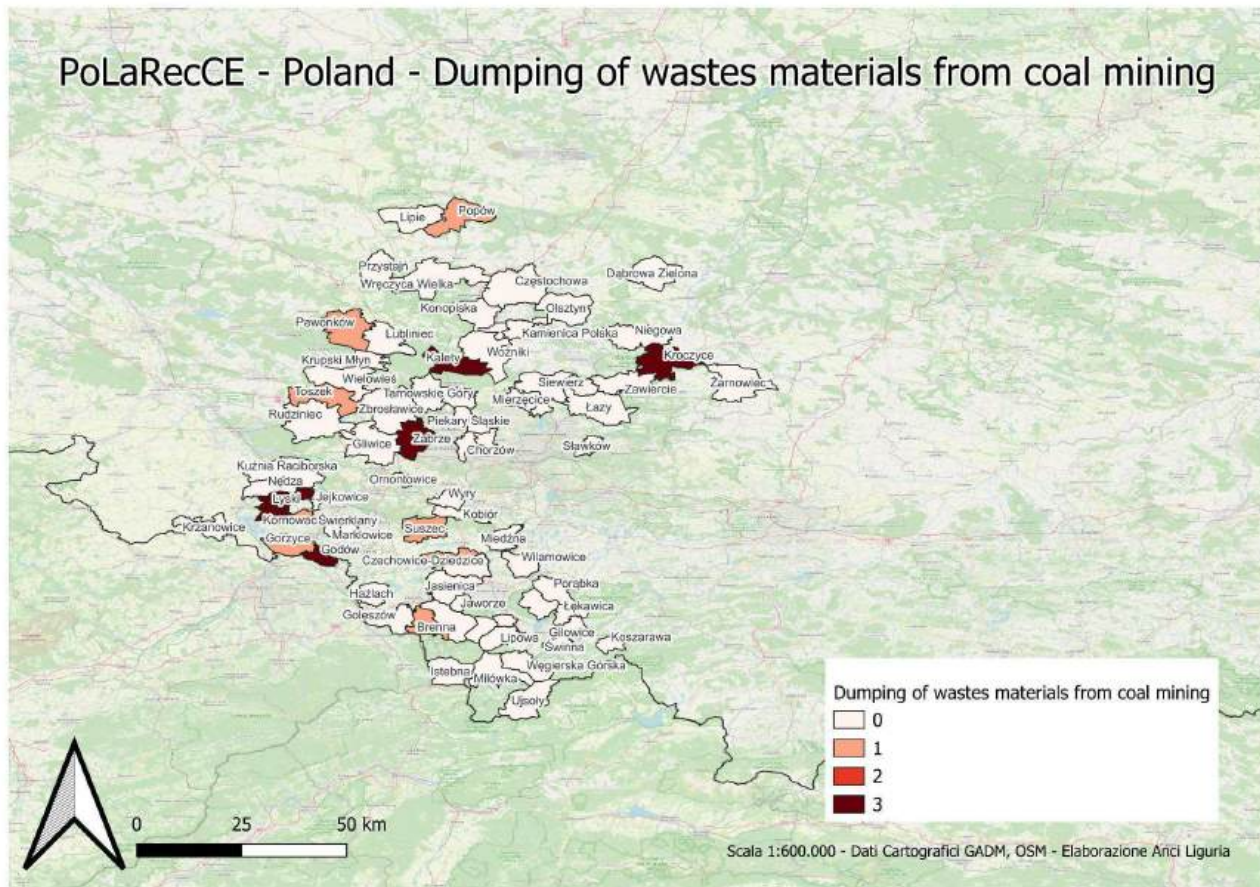 PoLaRecCE - Poland - Dumping of wastes materials from coal mining
Lipie
Popów
Przystajn
Wręczyca Wielka
Częstochowa
Dąbrowa Zielona
Konopiska
Olsztyn
Pawonków
Lubliniec
Kamienica Polska
Niegowa
Krupski Młyn
Kalety
Woźniki
Kroczyce
Wielowieś
Siewierz
Zawiercie
Żarnowiec
Toszek
Tarnowskie Góry
Mierzęcice
Łazy
Rudziniec
Zbrosławice
Piekary Śląskie
Gliwice
Zabrze
Chorzów
Sławków
Kuźnia Raciborska
Nędza
Ornontowice
Lyski
Jejkowice
Wyry
Kornowac
Świerklany
Kobiór
Krzanowice
Markłowice
Suszec
Miedźna
Gorzyce
Godów
Czechowice-Dziedzice
Wilamowice
Jasienica
Porąbka
Hażlach
Jaworze
Łękawica
Goleszów
Brenna
Lipowa
Gilowice
Koszarawa
Świnna
Istebna
Milówka
Węgierska Górska
Ujsoły
Dumping of wastes materials from coal mining
0
1
2
3
0 25 50 km
Scala 1:600.000 - Dati Cartografici GADM, OSM - Elaborazione Anci Liguria